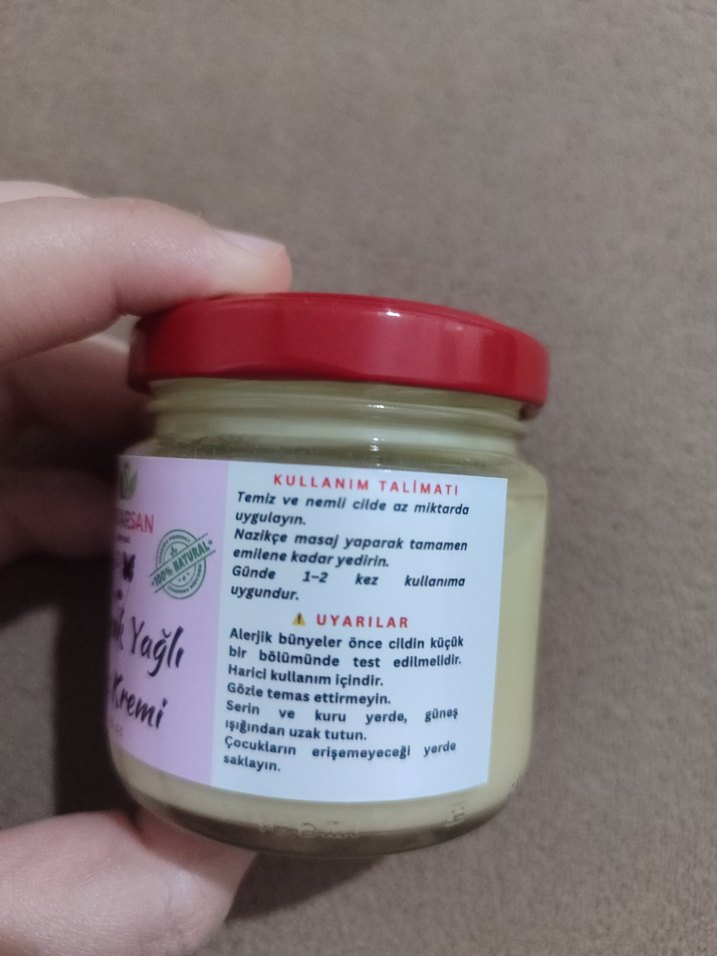 KULLANIM TALİMATI
Temiz ve nemli cilde az miktarda
uygulayın.
Nazikçe masaj yaparak tamamen
emilene kadar yedirin.
Günde 1–2 kez kullanıma
uygundur.
UYARILAR
Alerjik bünyeler önce cildin küçük
bir bölümünde test edilmelidir.
Harici kullanım içindir.
Gözle temas ettirmeyin.
Serin ve kuru yerde, güneş
ışığından uzak tutun.
Çocukların erişemeyeceği yerde
saklayın.
100% NATURAL
Yağlı
Kremi